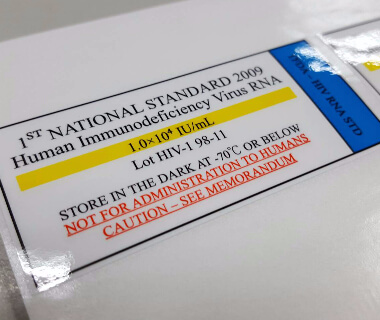 1ST NATIONAL STANDARD 2009
Human Immunodeficiency Virus RNA
1.0×10⁴ IU/mL
Lot HIV-1 98-11
STORE IN THE DARK AT -70℃ OR BELOW
NOT FOR ADMINISTRATION TO HUMANS
CAUTION – SEE MEMORANDUM
HIV RNA STD